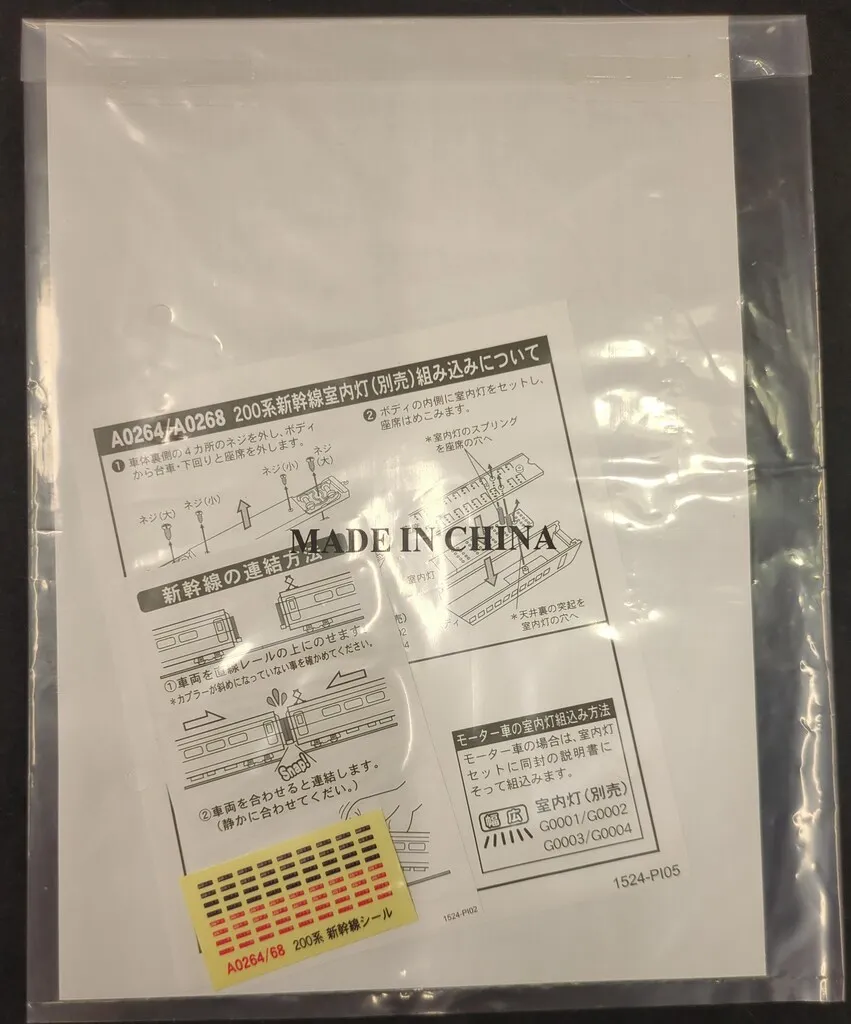 A0264/A0268 200系新幹線室内灯(別売)組み込みについて
❶ 車体裏側の4カ所のネジを外し、ボディ
から台車・下回りと座席を外します。
ネジ(大)
ネジ(小)
ネジ(小)
ネジ
(大)
❷ ボディの内側に室内灯をセットし、
座席はめこみます。
*室内灯のスプリング
を座席の穴へ
室内灯
*天井裏の突起を
室内灯の穴へ
MADE IN CHINA
新幹線の連結方法
①車両を直線レールの上にのせます。
*カプラーが斜めになっていない事を確かめてください。
Snap!
②車両を合わせると連結します。
(静かに合わせてくだい。)
1524-PI02
モーター車の室内灯組込み方法
モーター車の場合は、室内灯
セットに同封の説明書に
そって組込みます。
幅広
室内灯(別売)
G0001/G0002
G0003/G0004
1524-PI05
A0264/68 200系 新幹線シール